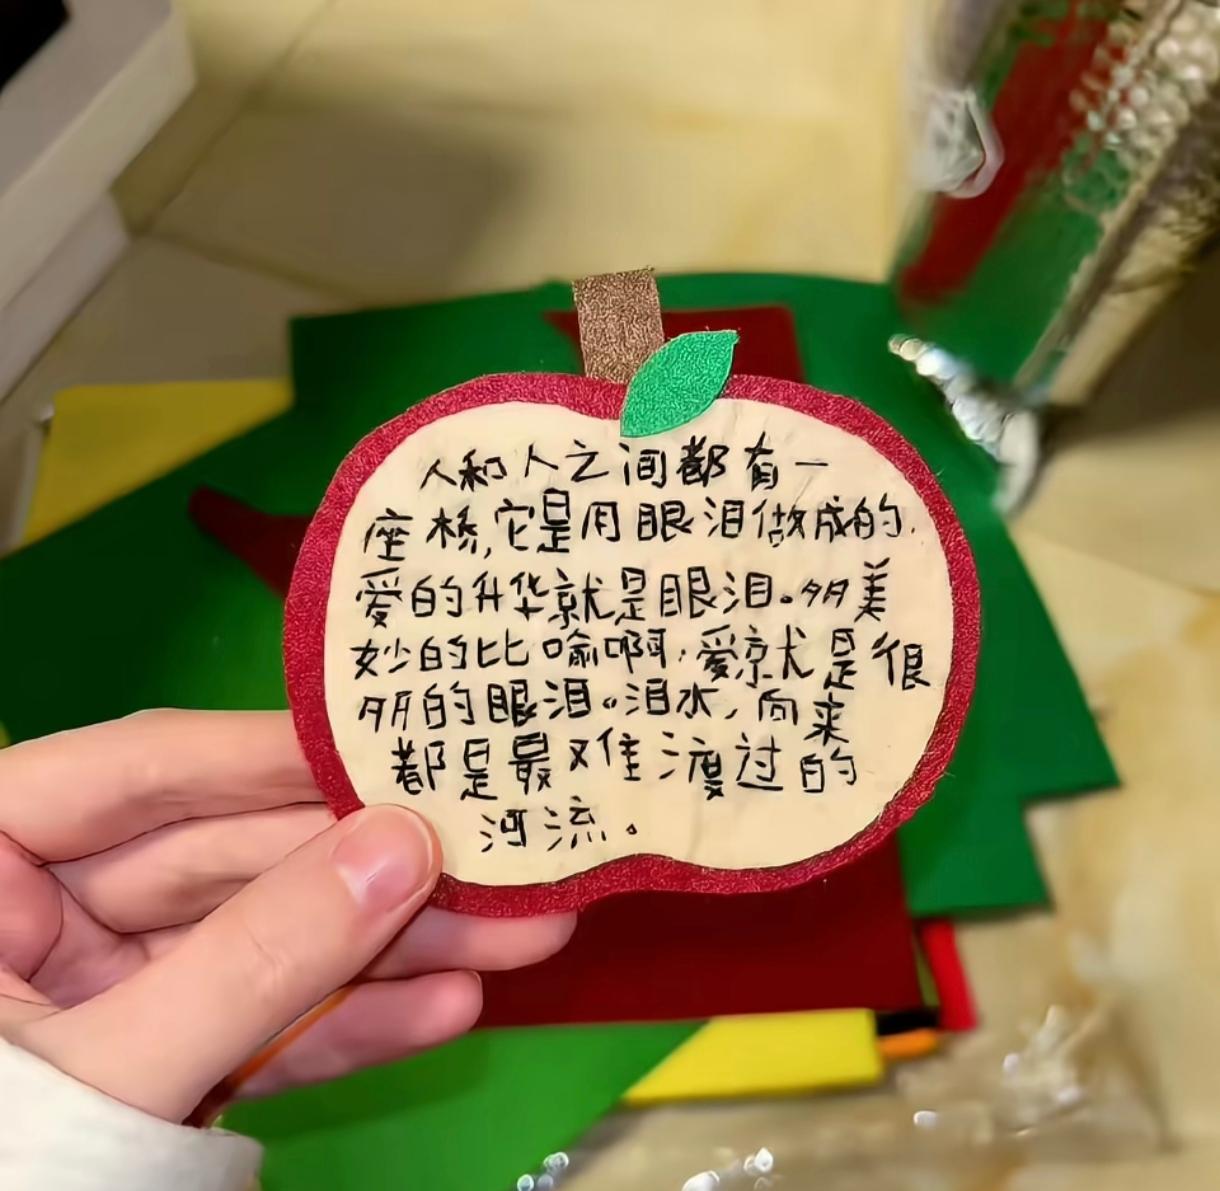 人和人之间都有一
座桥,它是用眼泪做成的.
爱的升华就是眼泪。多美
妙的比喻啊.爱就是很
多的眼泪。泪水,向来
都是最难渡过的
河流。